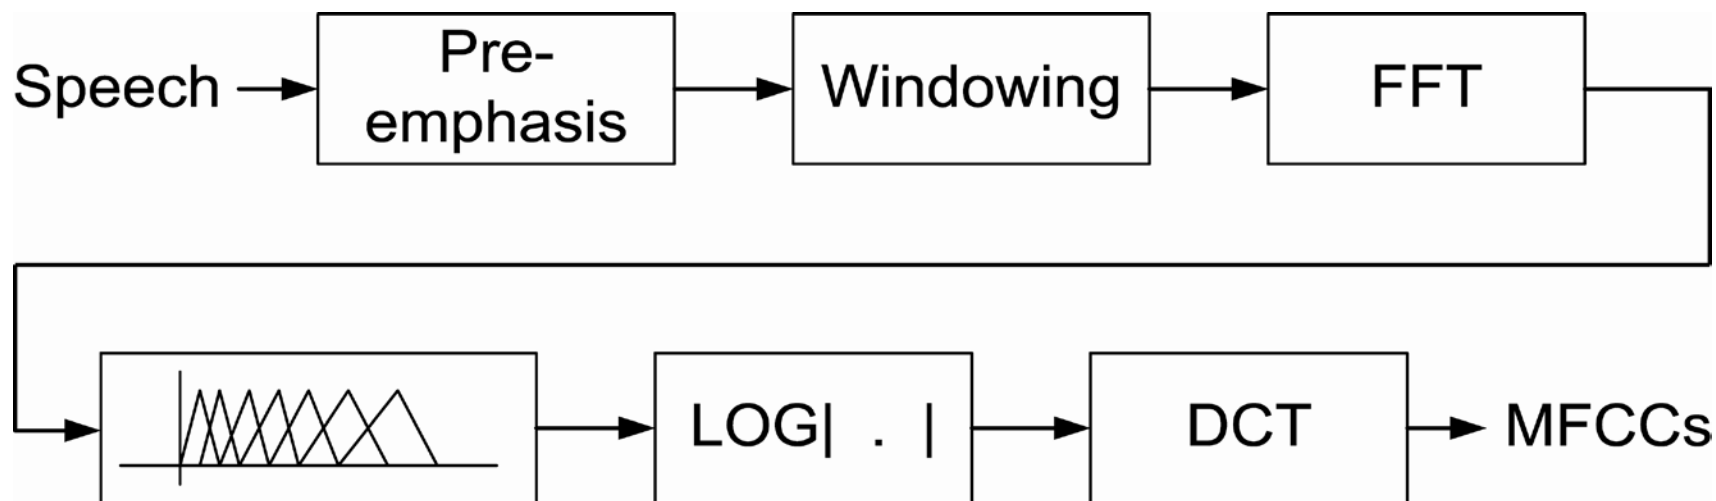 Speech
Pre-
emphasis
Windowing
FFT
LOG| . |
DCT
MFCCs